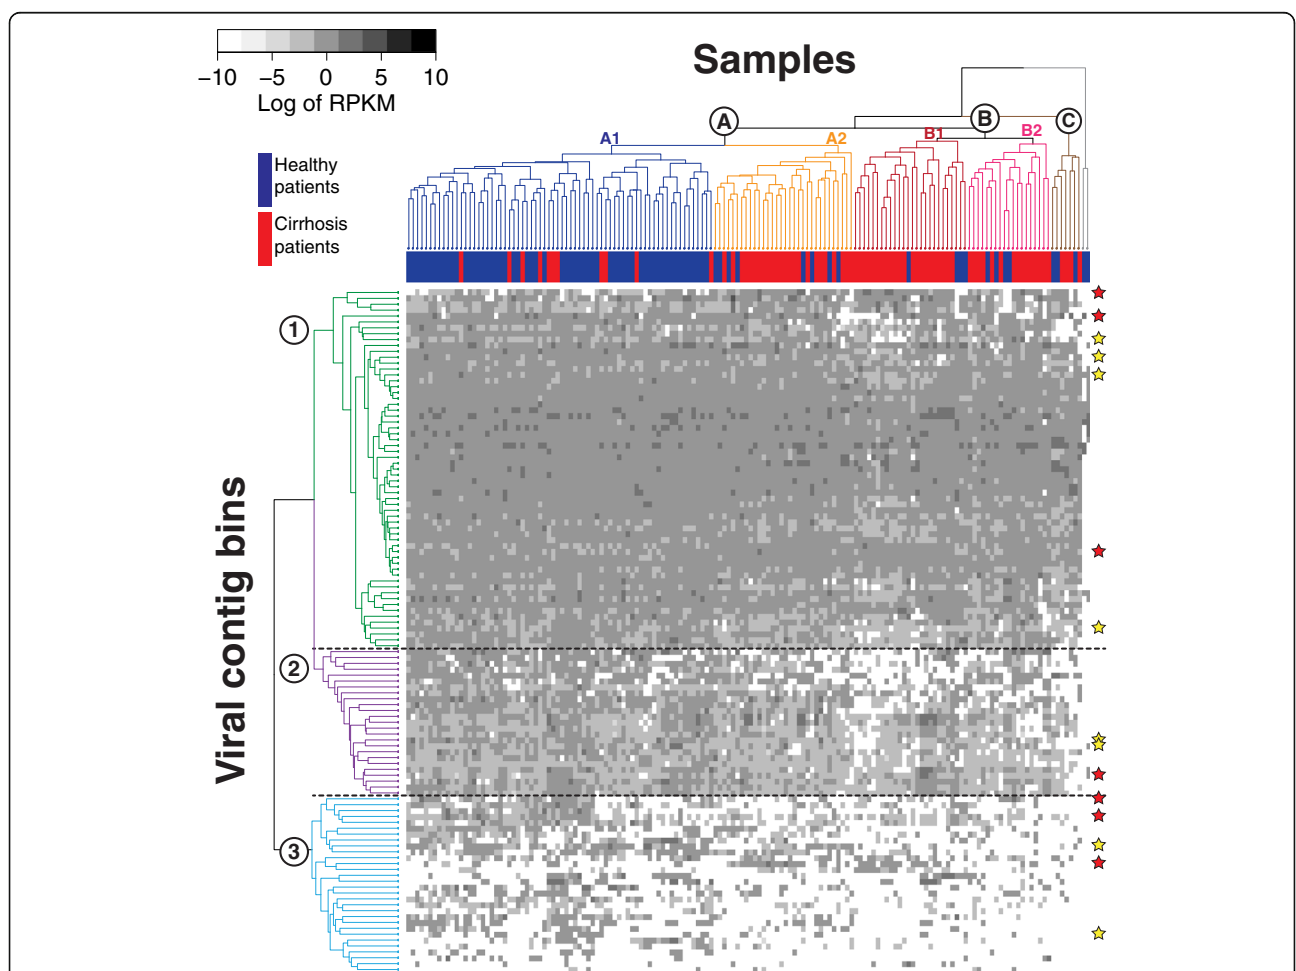 Samples
−10 −5 0 5 10
Log of RPKM
Healthy
patients
Cirrhosis
patients
A B C
A1 A2 B1 B2
Viral contig bins
1
2
3